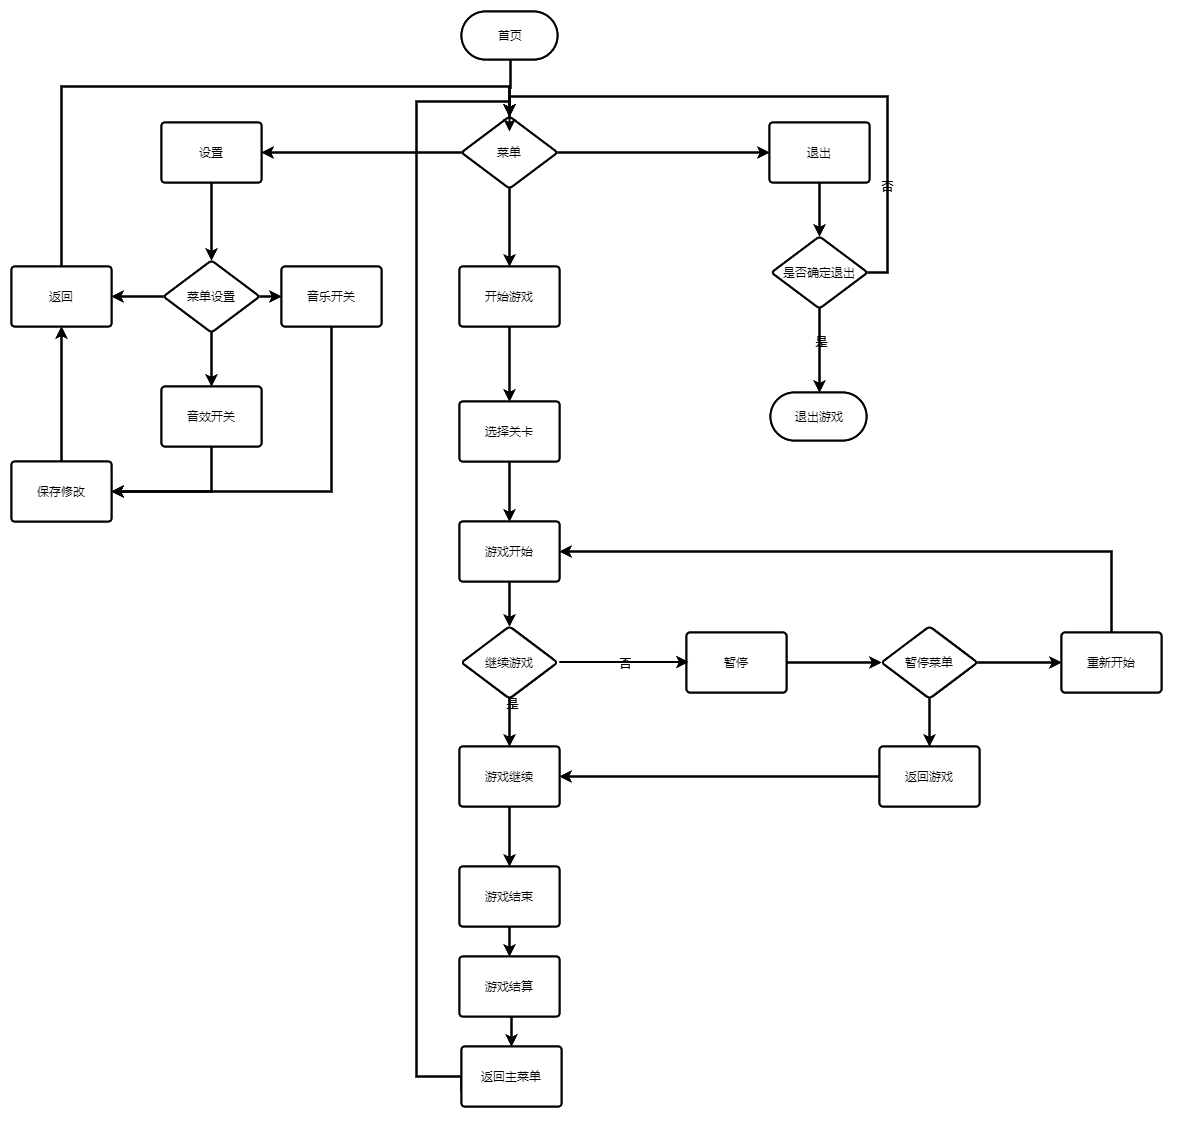 首页
设置
菜单
退出
否
返回
菜单设置
音乐开关
开始游戏
是否确定退出
是
音效开关
选择关卡
退出游戏
保存修改
游戏开始
继续游戏
否
暂停
暂停菜单
重新开始
是
游戏继续
返回游戏
游戏结束
游戏结算
返回主菜单